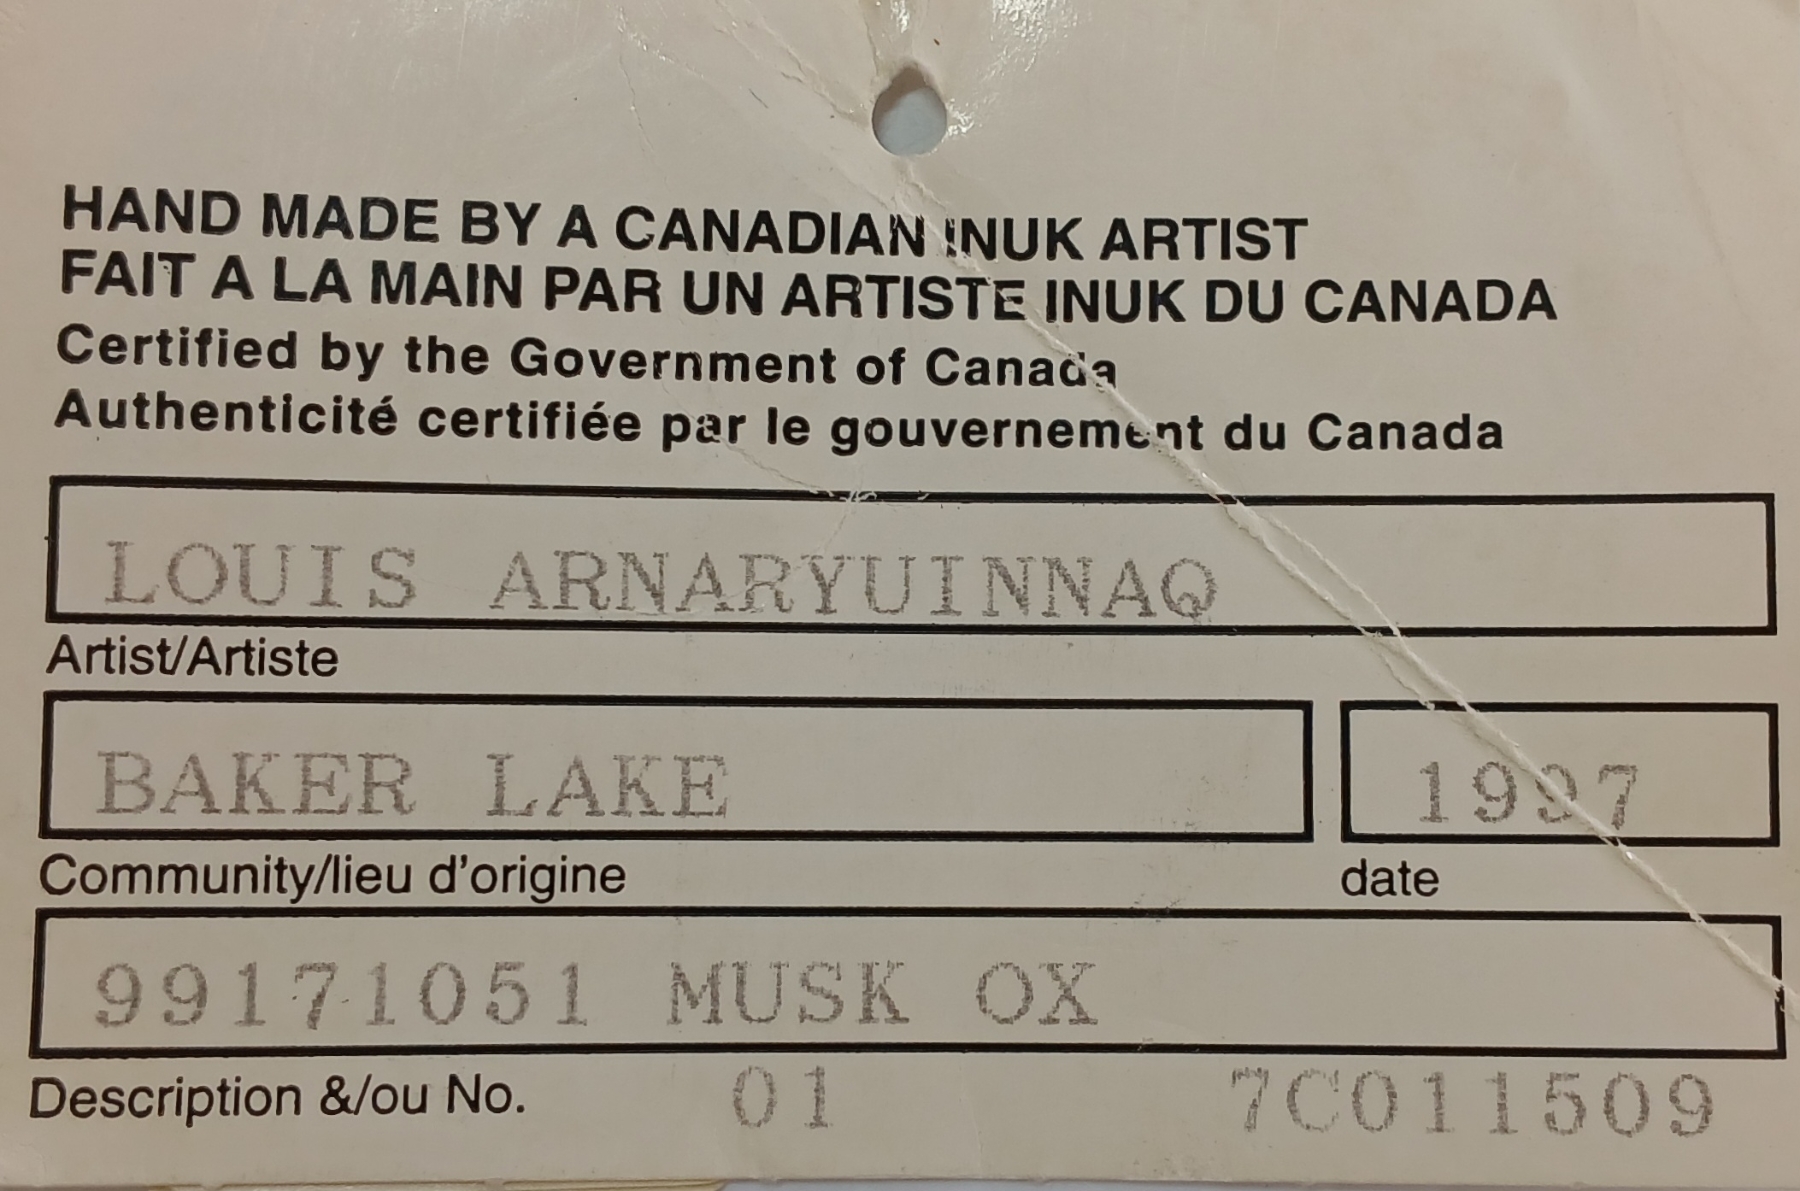 HAND MADE BY A CANADIAN INUK ARTIST
FAIT A LA MAIN PAR UN ARTISTE INUK DU CANADA
Certified by the Government of Canada
Authenticité certifiée par le gouvernement du Canada
LOUIS ARNARYUINNAQ
Artist/Artiste
BAKER LAKE 1997
Community/lieu d'origine date
99171051 MUSK OX
Description &/ou No. 01 7C011509